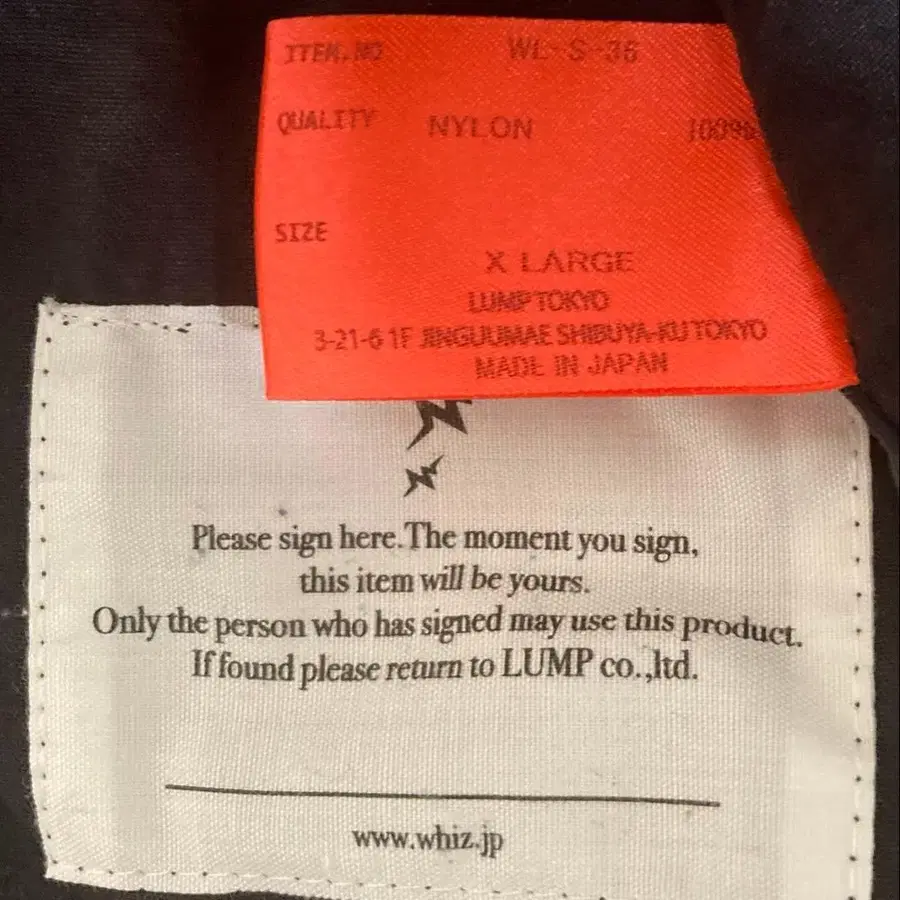 ITEM.NO WL-S-36
QUALITY NYLON 100%
SIZE
X LARGE
LUMP TOKYO
3-21-6 1F JINGUUMAE SHIBUYA-KU TOKYO
MADE IN JAPAN
Please sign here. The moment you sign,
this item will be yours.
Only the person who has signed may use this product.
If found please return to LUMP co.,ltd.
www.whiz.jp